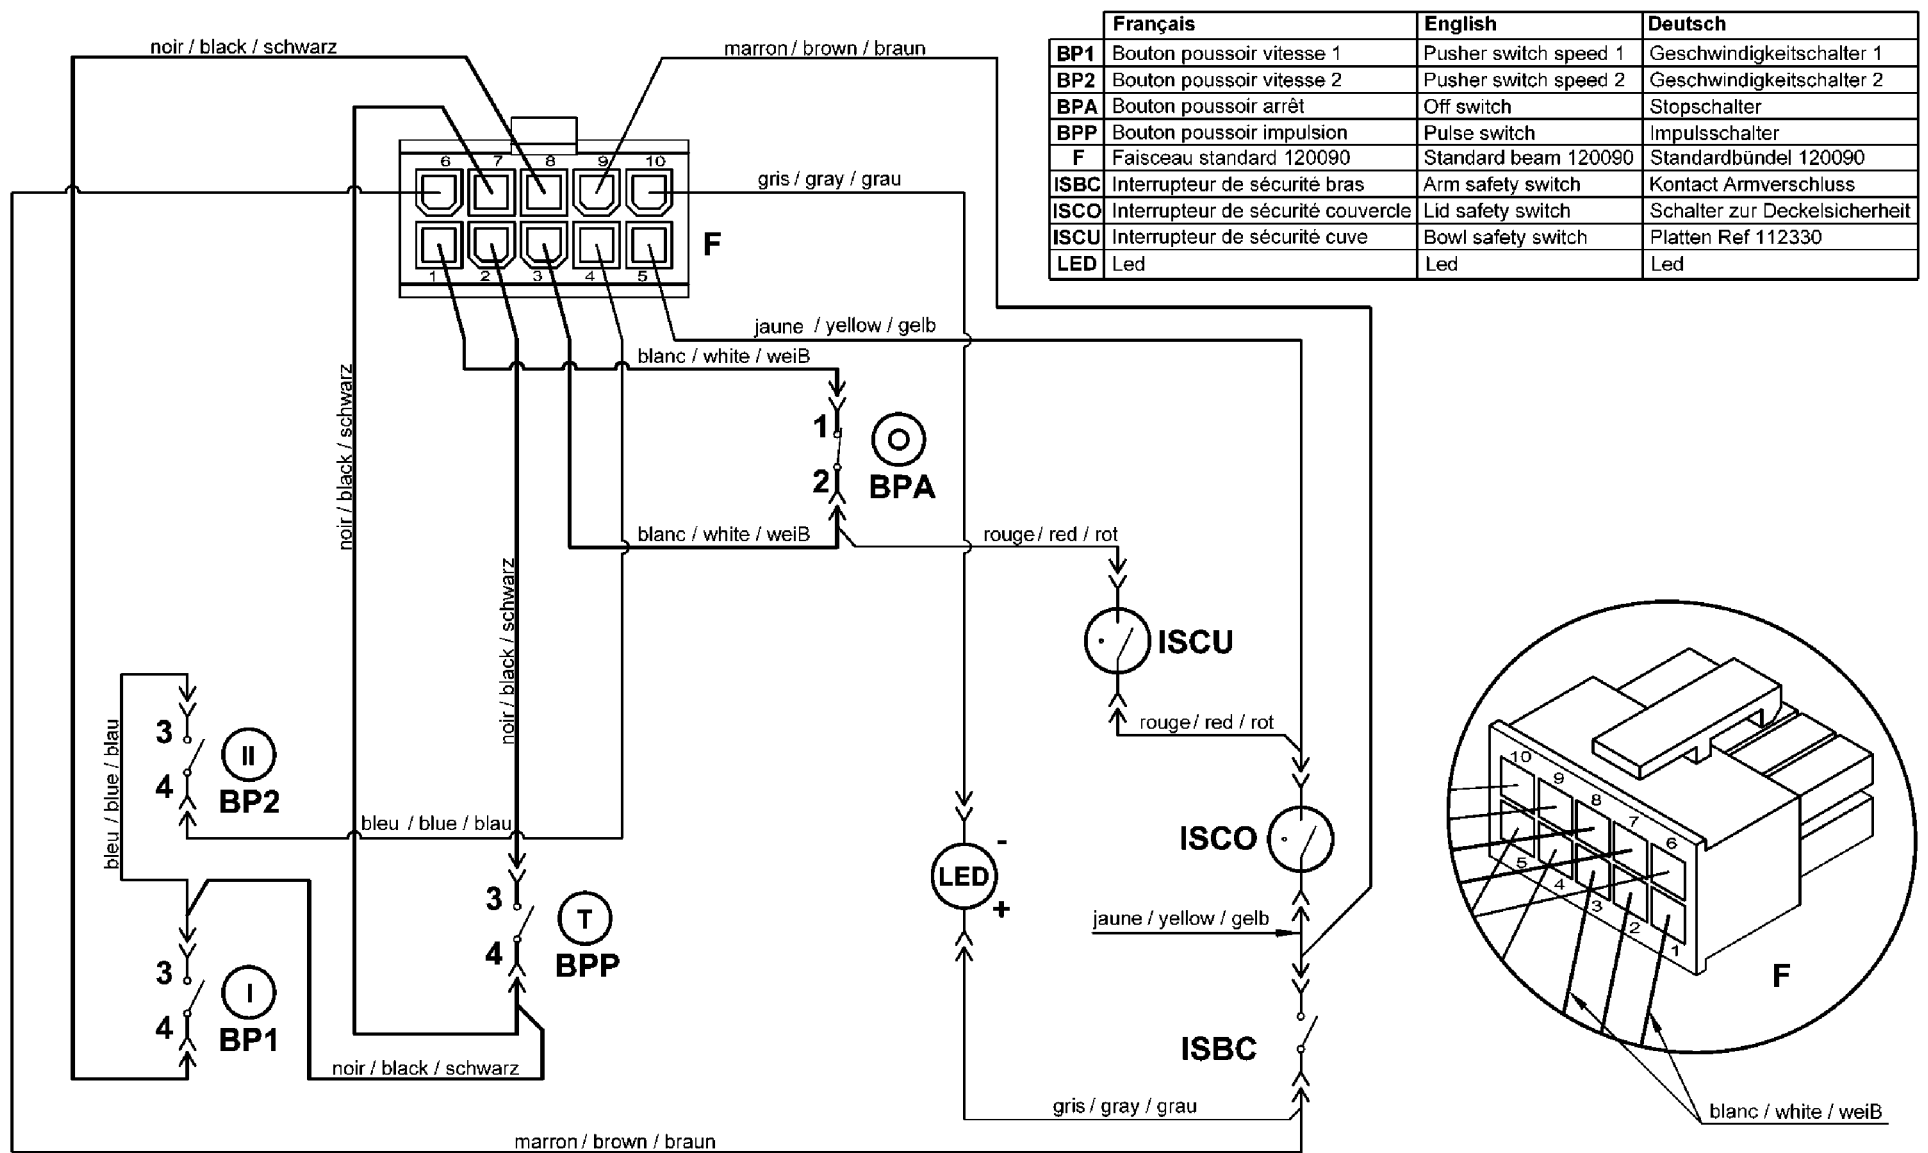 Français English Deutsch
BP1 Bouton poussoir vitesse 1 Pusher switch speed 1 Geschwindigkeitschalter 1
BP2 Bouton poussoir vitesse 2 Pusher switch speed 2 Geschwindigkeitschalter 2
BPA Bouton poussoir arrêt Off switch Stopschalter
BPP Bouton poussoir impulsion Pulse switch Impulsschalter
F Faisceau standard 120090 Standard beam 120090 Standardbündel 120090
ISBC Interrupteur de sécurité bras Arm safety switch Kontact Armverschluss
ISCO Interrupteur de sécurité couvercle Lid safety switch Schalter zur Deckelsicherheit
ISCU Interrupteur de sécurité cuve Bowl safety switch Platten Ref 112330
LED Led Led Led
noir / black / schwarz
marron / brown / braun
6 7 8 9 10
gris / gray / grau
F
1 2 3 4 5
jaune / yellow / gelb
blanc / white / weiB
noir / black / schwarz
1
O
2
BPA
blanc / white / weiB
rouge / red / rot
noir / black / schwarz
ISCU
rouge / red / rot
bleu / blue / blau
3
II
4
BP2
bleu / blue / blau
ISCO
-
LED
+
3
T
4
BPP
jaune / yellow / gelb
3
I
4
BP1
noir / black / schwarz
ISBC
gris / gray / grau
marron / brown / braun
10 9 8 7 6
5 4 3 2 1
F
blanc / white / weiB